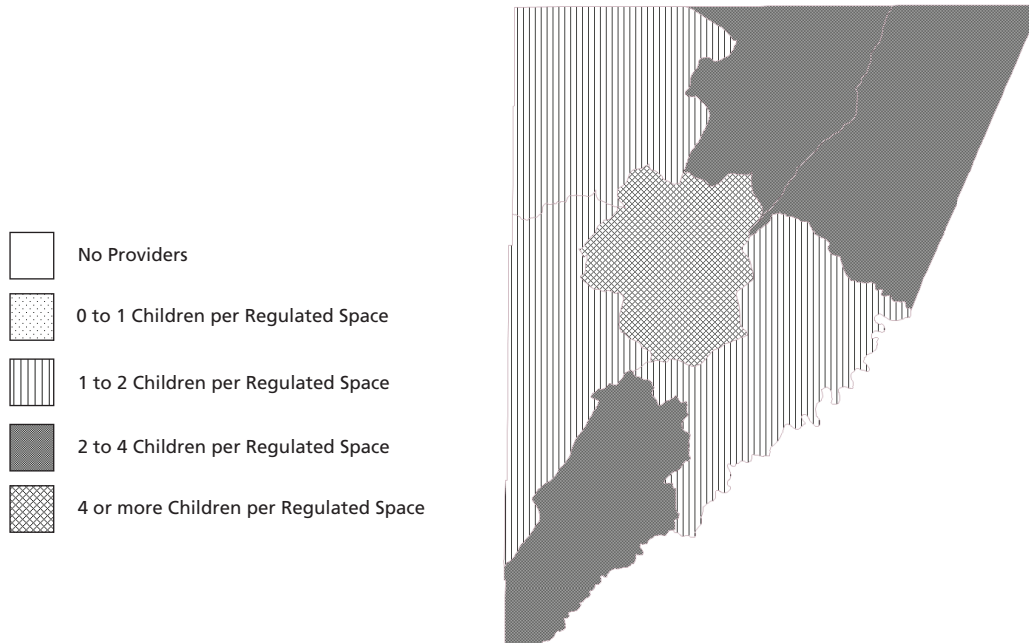 No Providers
0 to 1 Children per Regulated Space
1 to 2 Children per Regulated Space
2 to 4 Children per Regulated Space
4 or more Children per Regulated Space